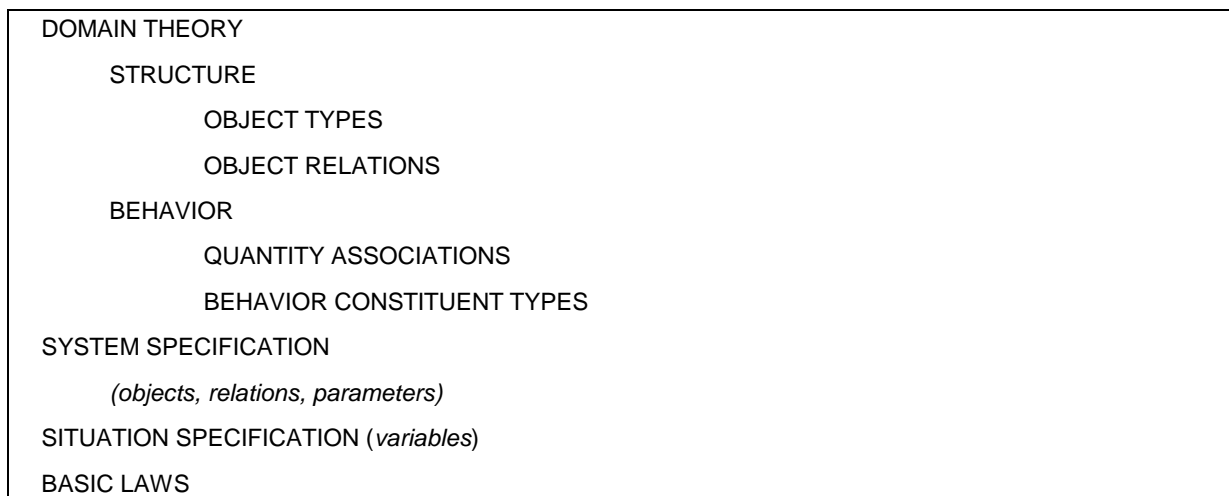 DOMAIN THEORY
STRUCTURE
OBJECT TYPES
OBJECT RELATIONS
BEHAVIOR
QUANTITY ASSOCIATIONS
BEHAVIOR CONSTITUENT TYPES
SYSTEM SPECIFICATION
(objects, relations, parameters)
SITUATION SPECIFICATION (variables)
BASIC LAWS